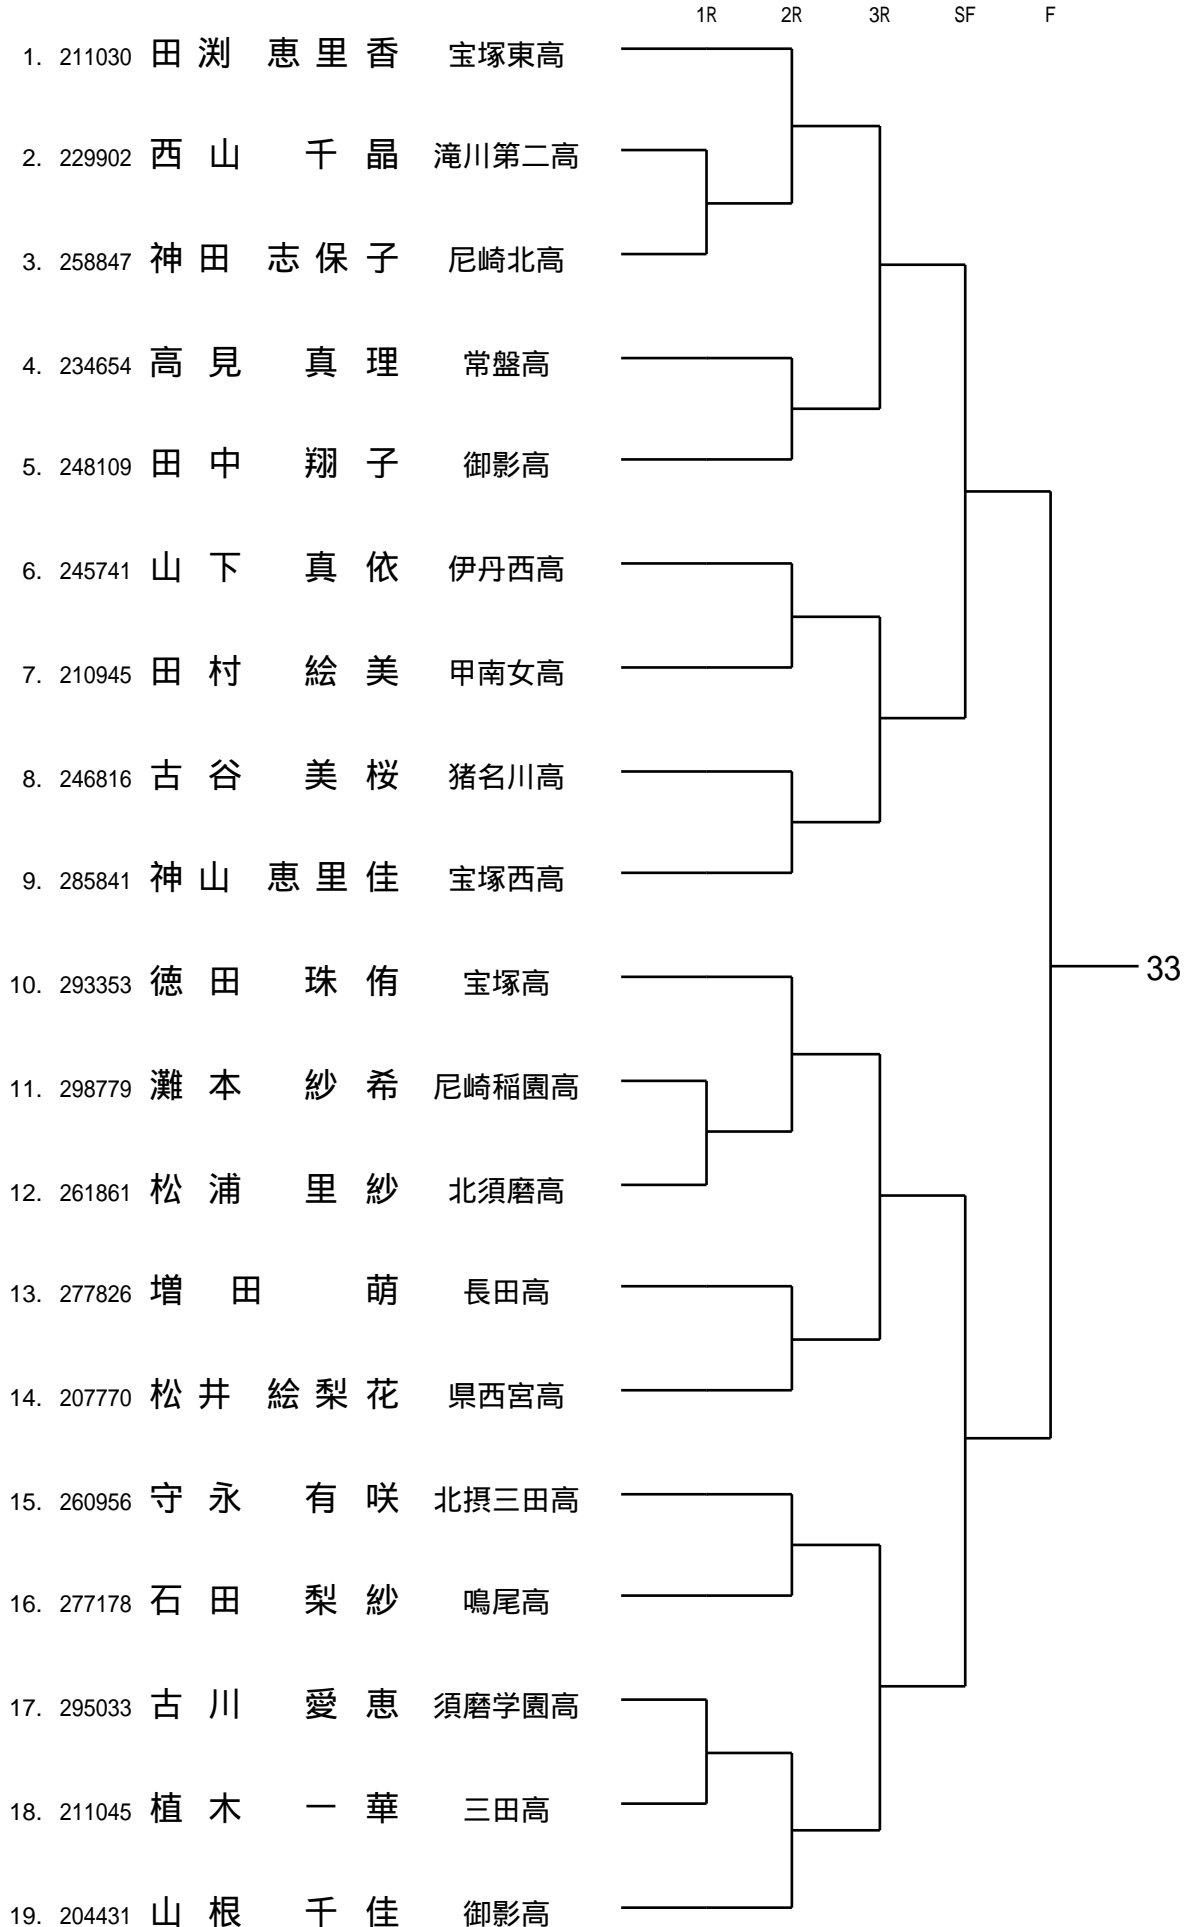 1R 2R 3R SF F
1. 211030 田渕 恵里香 宝塚東高
2. 229902 西山 千晶 滝川第二高
3. 258847 神田 志保子 尼崎北高
4. 234654 高見 真理 常盤高
5. 248109 田中 翔子 御影高
6. 245741 山下 真依 伊丹西高
7. 210945 田村 絵美 甲南女高
8. 246816 古谷 美桜 猪名川高
9. 285841 神山 恵里佳 宝塚西高
33
10. 293353 徳田 珠侑 宝塚高
11. 298779 灘本 紗希 尼崎稲園高
12. 261861 松浦 里紗 北須磨高
13. 277826 増田 萌 長田高
14. 207770 松井 絵梨花 県西宮高
15. 260956 守永 有咲 北摂三田高
16. 277178 石田 梨紗 鳴尾高
17. 295033 古川 愛恵 須磨学園高
18. 211045 植木 一華 三田高
19. 204431 山根 千佳 御影高